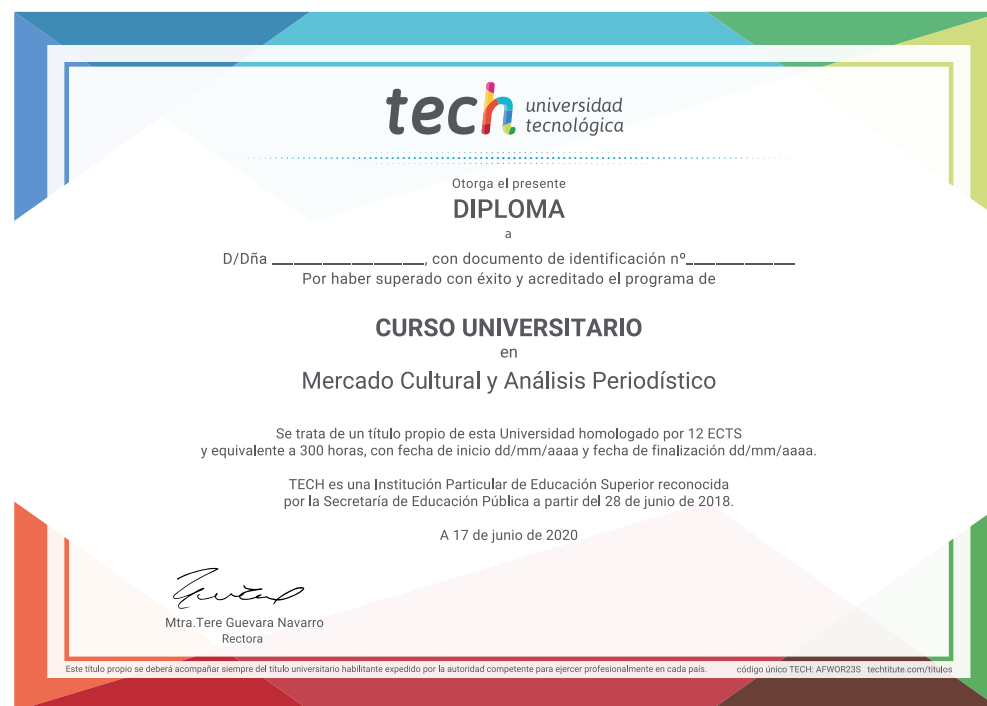 tech universidad
tecnológica
Otorga el presente
DIPLOMA
a
D/Dña ______________, con documento de identificación nº__________
Por haber superado con éxito y acreditado el programa de
CURSO UNIVERSITARIO
en
Mercado Cultural y Análisis Periodístico
Se trata de un título propio de esta Universidad homologado por 12 ECTS
y equivalente a 300 horas, con fecha de inicio dd/mm/aaaa y fecha de finalización dd/mm/aaaa.
TECH es una Institución Particular de Educación Superior reconocida
por la Secretaría de Educación Pública a partir del 28 de junio de 2018.
A 17 de junio de 2020
Mtra.Tere Guevara Navarro
Rectora
Este título propio se deberá acompañar siempre del título universitario habilitante expedido por la autoridad competente para ejercer profesionalmente en cada país. código único TECH: AFWOR23S techtitute.com/titulos